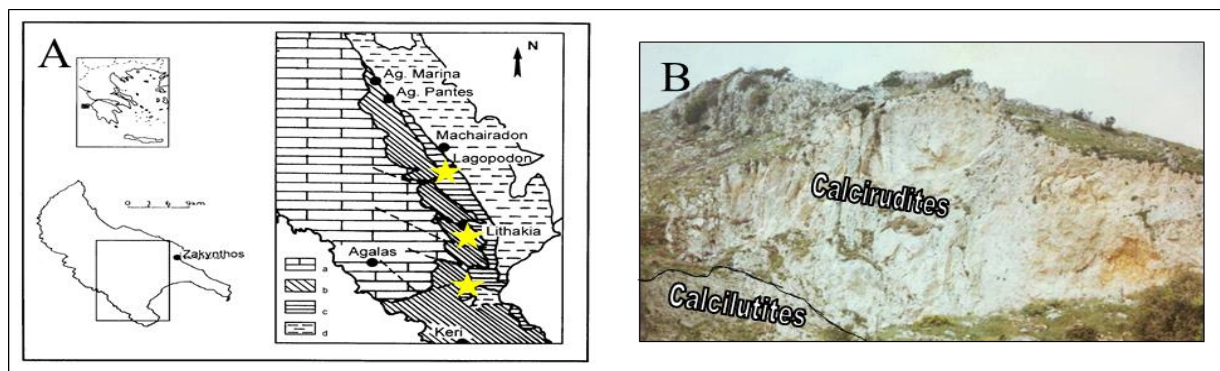 A
N
Ag. Marina
Ag. Pantes
Machairadon
Lagopodon
Lithakia
Agalas
Keri
Zakynthos
a
b
c
d
B
Calcirudites
Calcilutites